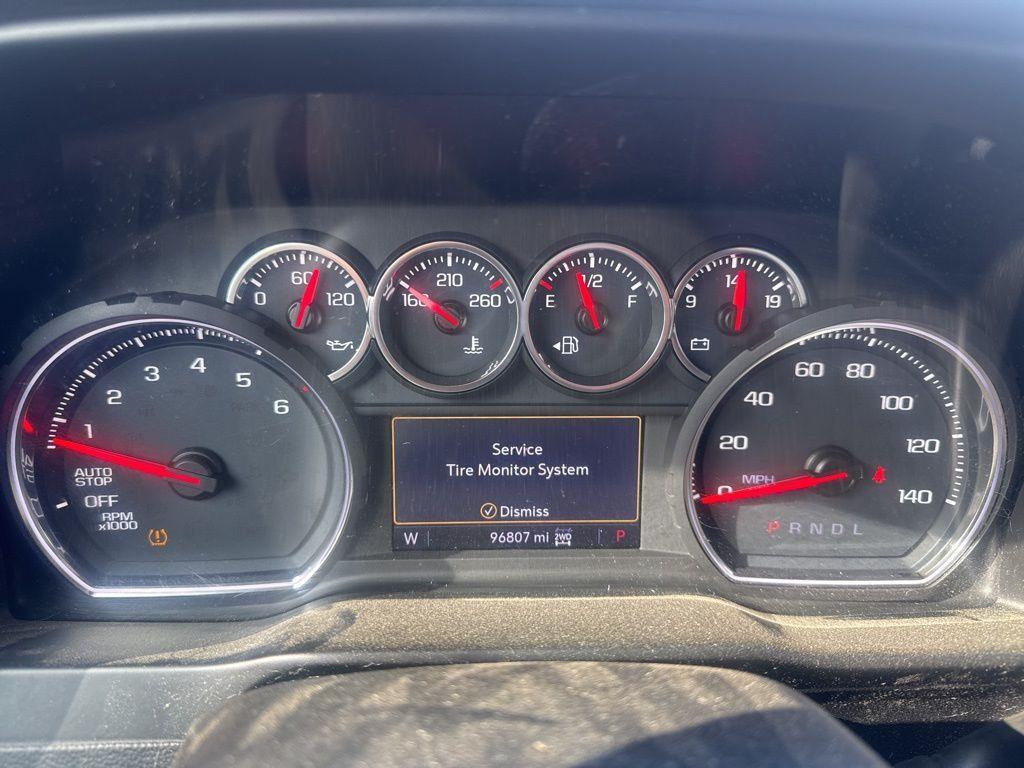 0 60 120
160 210 260
E 1/2 F
9 14 19
1 2 3 4 5 6
AUTO
STOP
OFF
RPM
x1000
Service
Tire Monitor System
Dismiss
W 96807 mi 2WD P
0 20 40 60 80 100 120 140
MPH
P R N D L